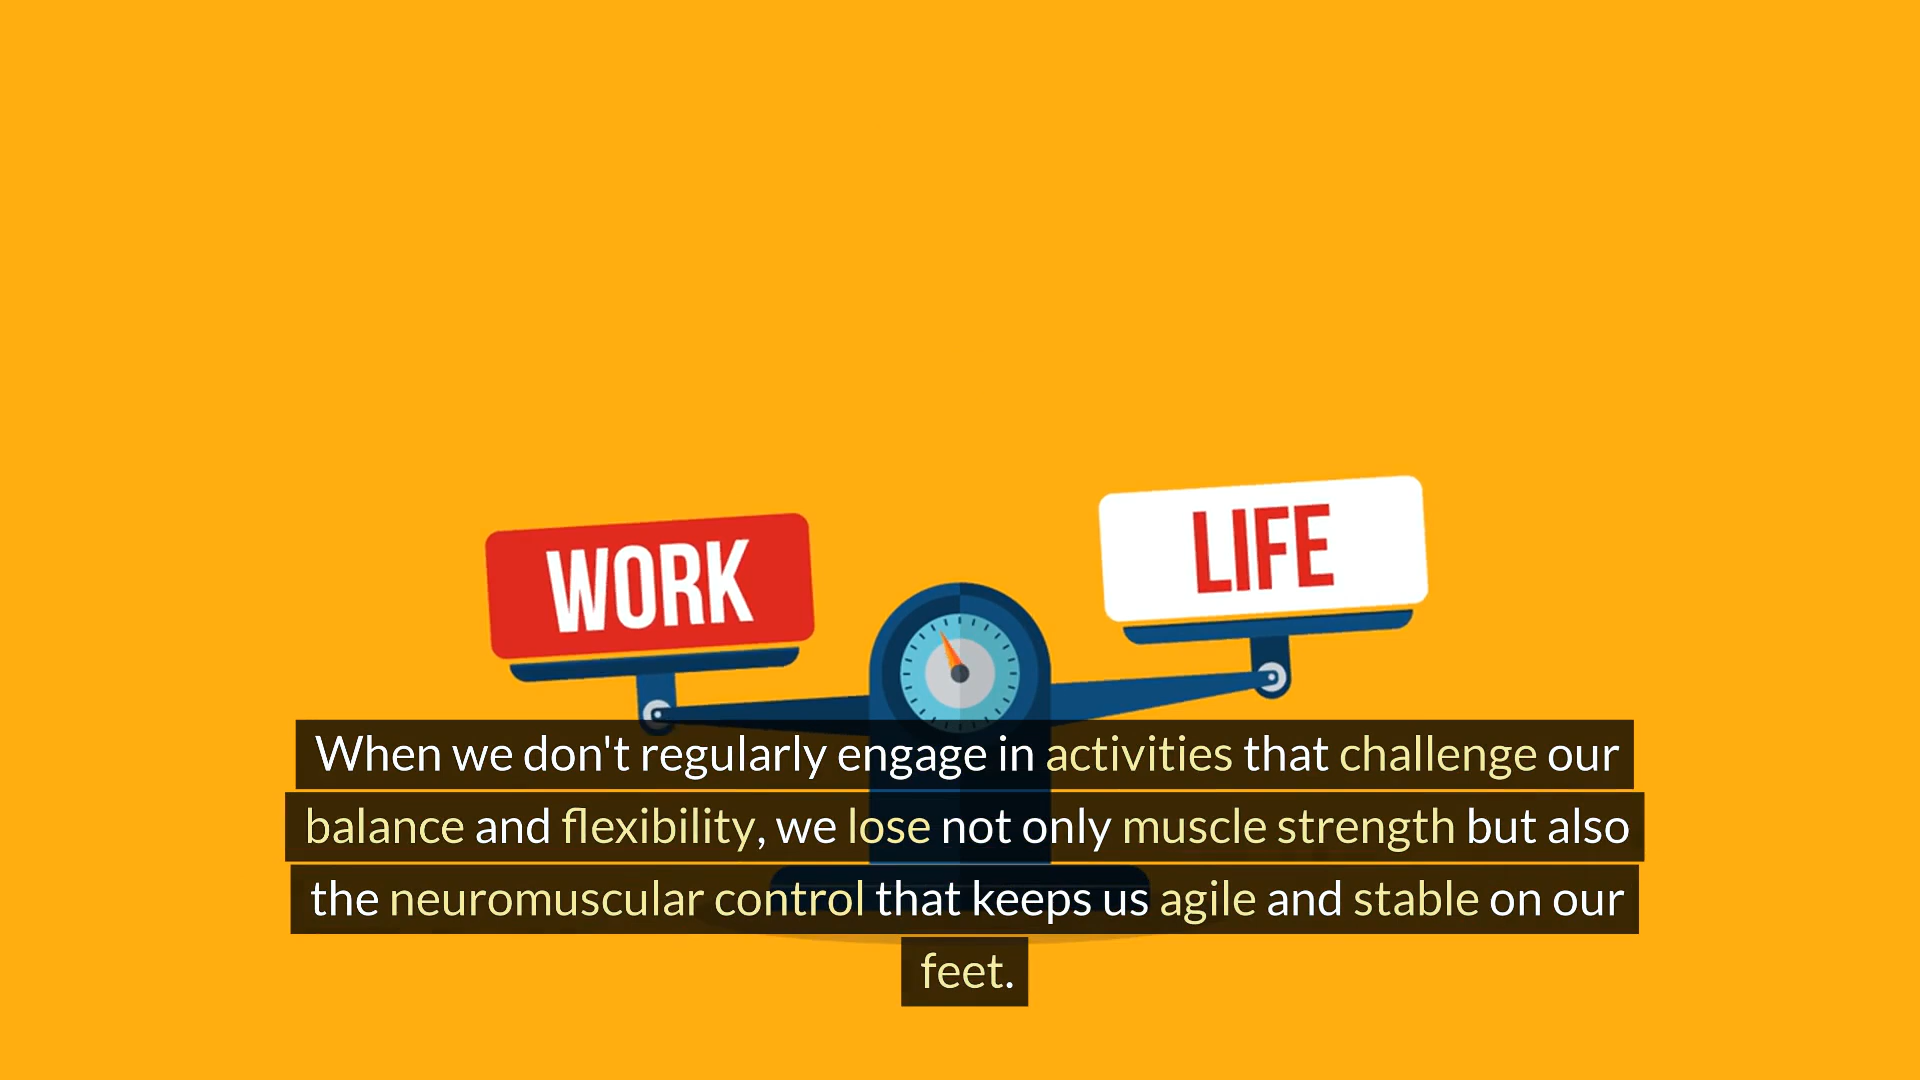 WORK
LIFE
When we don't regularly engage in activities that challenge our
balance and flexibility, we lose not only muscle strength but also
the neuromuscular control that keeps us agile and stable on our
feet.